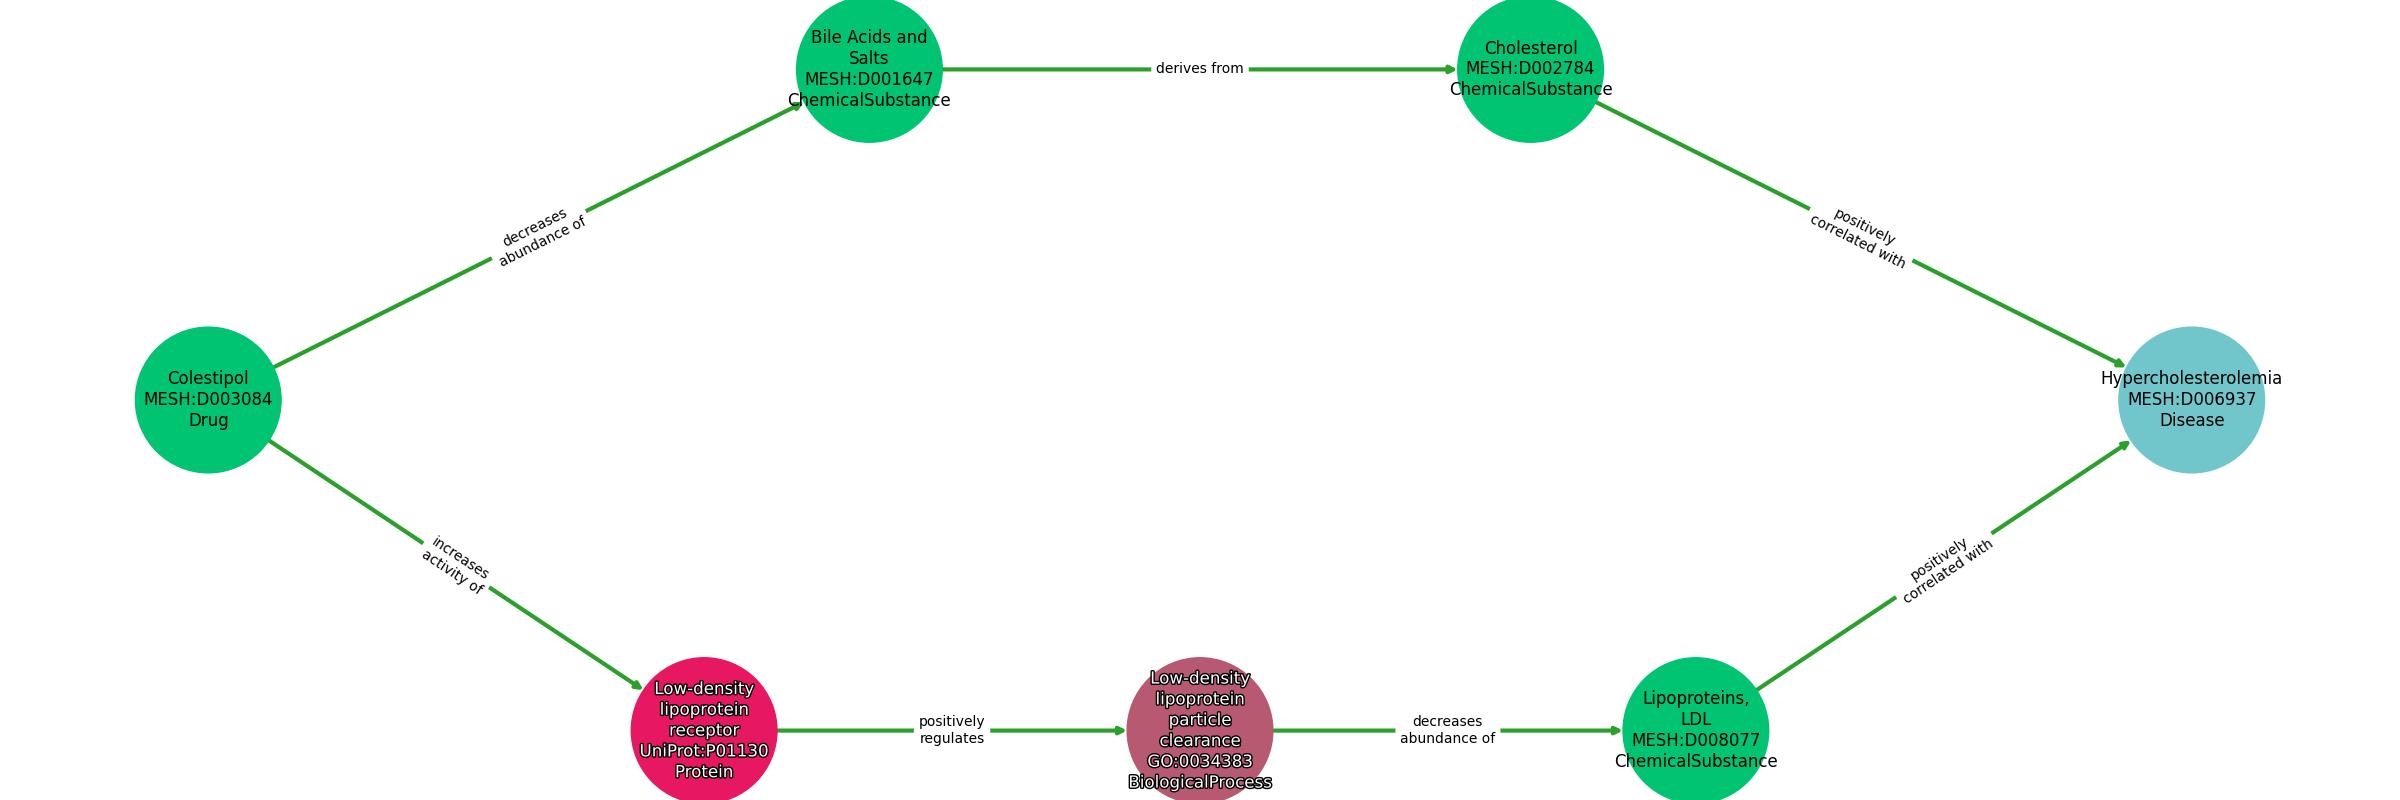 Bile Acids and
Salts
MESH:D001647
ChemicalSubstance
derives from
Cholesterol
MESH:D002784
ChemicalSubstance
decreases
abundance of
positively
correlated with
Colestipol
MESH:D003084
Drug
Hypercholesterolemia
MESH:D006937
Disease
increases
activity of
positively
correlated with
Low-density
lipoprotein
receptor
UniProt:P01130
Protein
positively
regulates
Low-density
lipoprotein
particle
clearance
GO:0034383
BiologicalProcess
decreases
abundance of
Lipoproteins,
LDL
MESH:D008077
ChemicalSubstance